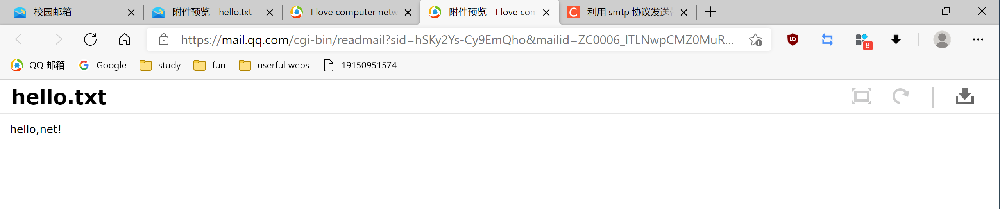 校园邮箱
附件预览 - hello.txt
I love computer netw
附件预览 - I love com
利用 smtp 协议发送
https://mail.qq.com/cgi-bin/readmail?sid=hSKy2Ys-Cy9EmQho&mailid=ZC0006_lTLNwpCMZ0MuR...
8
QQ 邮箱
Google
study
fun
userful webs
19150951574
hello.txt
hello,net!